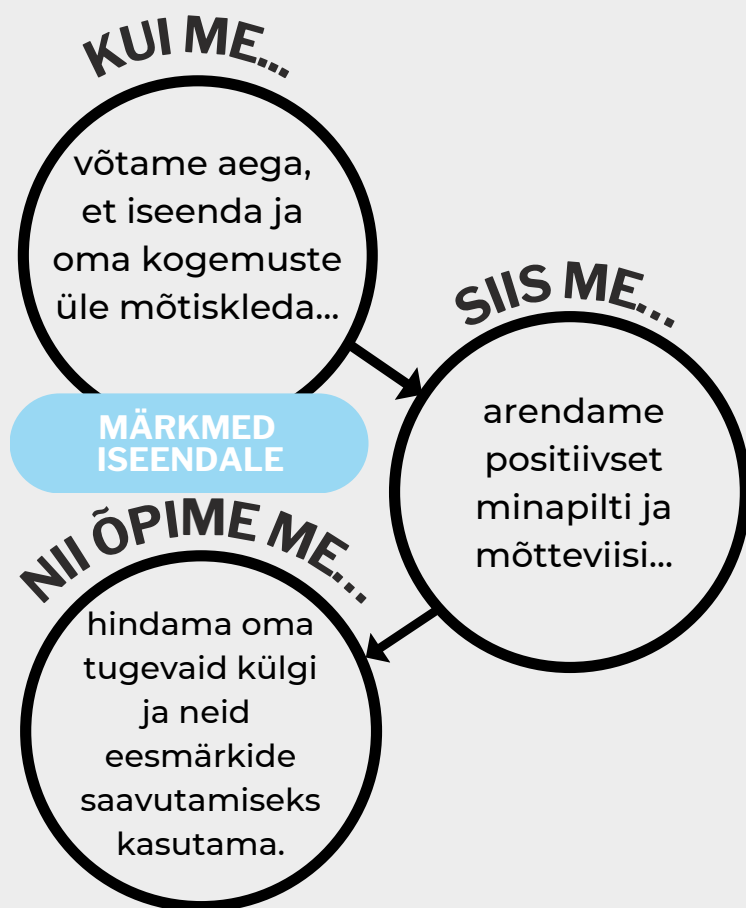 KUI ME...
võtame aega,
et iseenda ja
oma kogemuste
üle mõtiskleda...
SIIS ME...
arendame
positiivset
minapilti ja
mõtteviisi...
MÄRKMED
ISEENDALE
NII ÕPIME ME...
hindama oma
tugevaid külgi
ja neid
eesmärkide
saavutamiseks
kasutama.